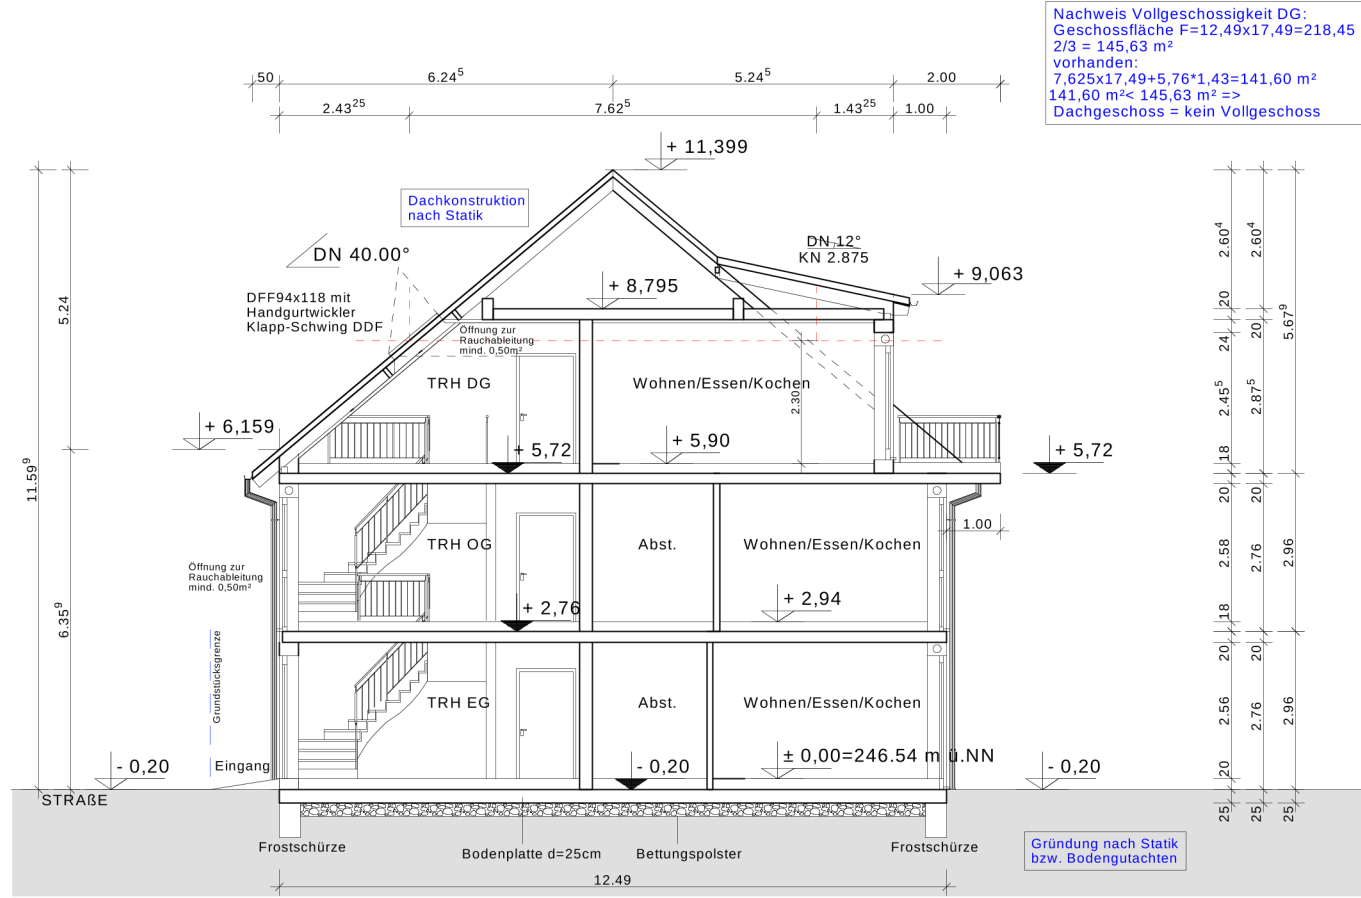 Nachweis Vollgeschossigkeit DG:
Geschossfläche F=12,49x17,49=218,45
2/3 = 145,63 m²
vorhanden:
7,625x17,49+5,76*1,43=141,60 m²
141,60 m²< 145,63 m² =>
Dachgeschoss = kein Vollgeschoss
50
6.24⁵
5.24⁵
2.00
2.43²⁵
7.62⁵
1.43²⁵
1.00
+ 11,399
Dachkonstruktion
nach Statik
DN 40.00°
DN 12°
KN 2.875
+ 9,063
+ 8,795
DFF94x118 mit
Handgurtwickler
Klapp-Schwing DDF
Öffnung zur
Rauchableitung
mind. 0,50m²
TRH DG
Wohnen/Essen/Kochen
2.30
+ 6,159
+ 5,72
+ 5,90
+ 5,72
1.00
TRH OG
Abst.
Wohnen/Essen/Kochen
Öffnung zur
Rauchableitung
mind. 0,50m²
+ 2,76
+ 2,94
Grundstücksgrenze
TRH EG
Abst.
Wohnen/Essen/Kochen
± 0,00=246.54 m ü.NN
- 0,20
Eingang
- 0,20
- 0,20
STRAßE
Frostschürze
Bodenplatte d=25cm
Bettungspolster
Frostschürze
Gründung nach Statik
bzw. Bodengutachten
12.49
11.59⁹
5.24
6.35⁹
2.60⁴
20
24
2.45⁵
18
20
2.58
18
20
2.56
20
25
2.60⁴
20
2.87⁵
20
2.76
20
2.76
25
5.67⁹
2.96
2.96
25